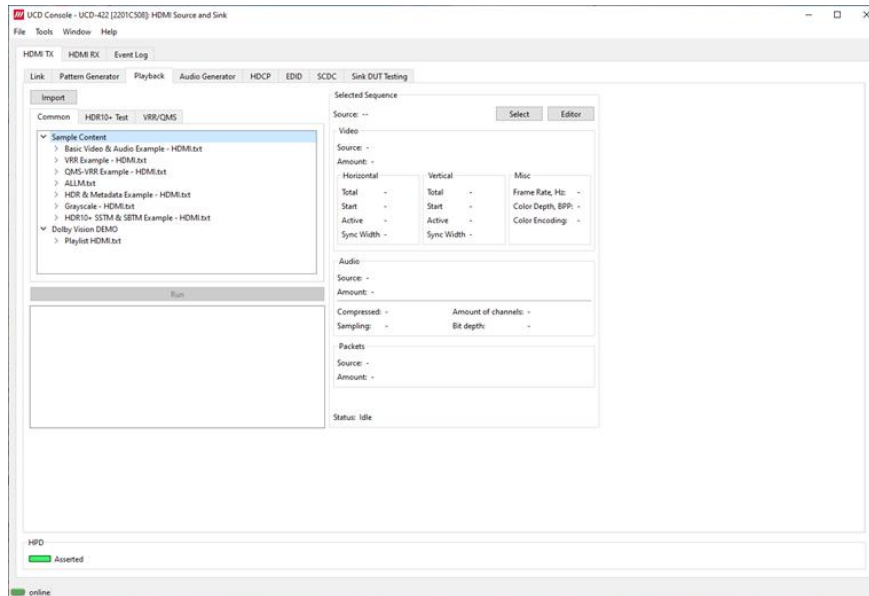 UCD Console - UCD-422 [2201C508]: HDMI Source and Sink
File Tools Window Help
HDMI TX HDMI RX Event Log
Link Pattern Generator Playback Audio Generator HDCP EDID SCDC Sink DUT Testing
Import
Common HDR10+ Test VRR/QMS
Sample Content
Basic Video & Audio Example - HDMI.txt
VRR Example - HDMI.txt
QMS-VRR Example - HDMI.txt
ALLM.txt
HDR & Metadata Example - HDMI.txt
Grayscale - HDMI.txt
HDR10+ SSTM & SBTM Example - HDMI.txt
Dolby Vision DEMO
Playlist HDMI.txt
Run
Selected Sequence
Source: -- Select Editor
Video
Source: -
Amount: -
Horizontal Vertical Misc
Total - Total - Frame Rate, Hz: -
Start - Start - Color Depth, BPP: -
Active - Active - Color Encoding: -
Sync Width - Sync Width -
Audio
Source: -
Amount: -
Compressed: - Amount of channels: -
Sampling: - Bit depth: -
Packets
Source: -
Amount: -
Status: Idle
HPD
Asserted
online